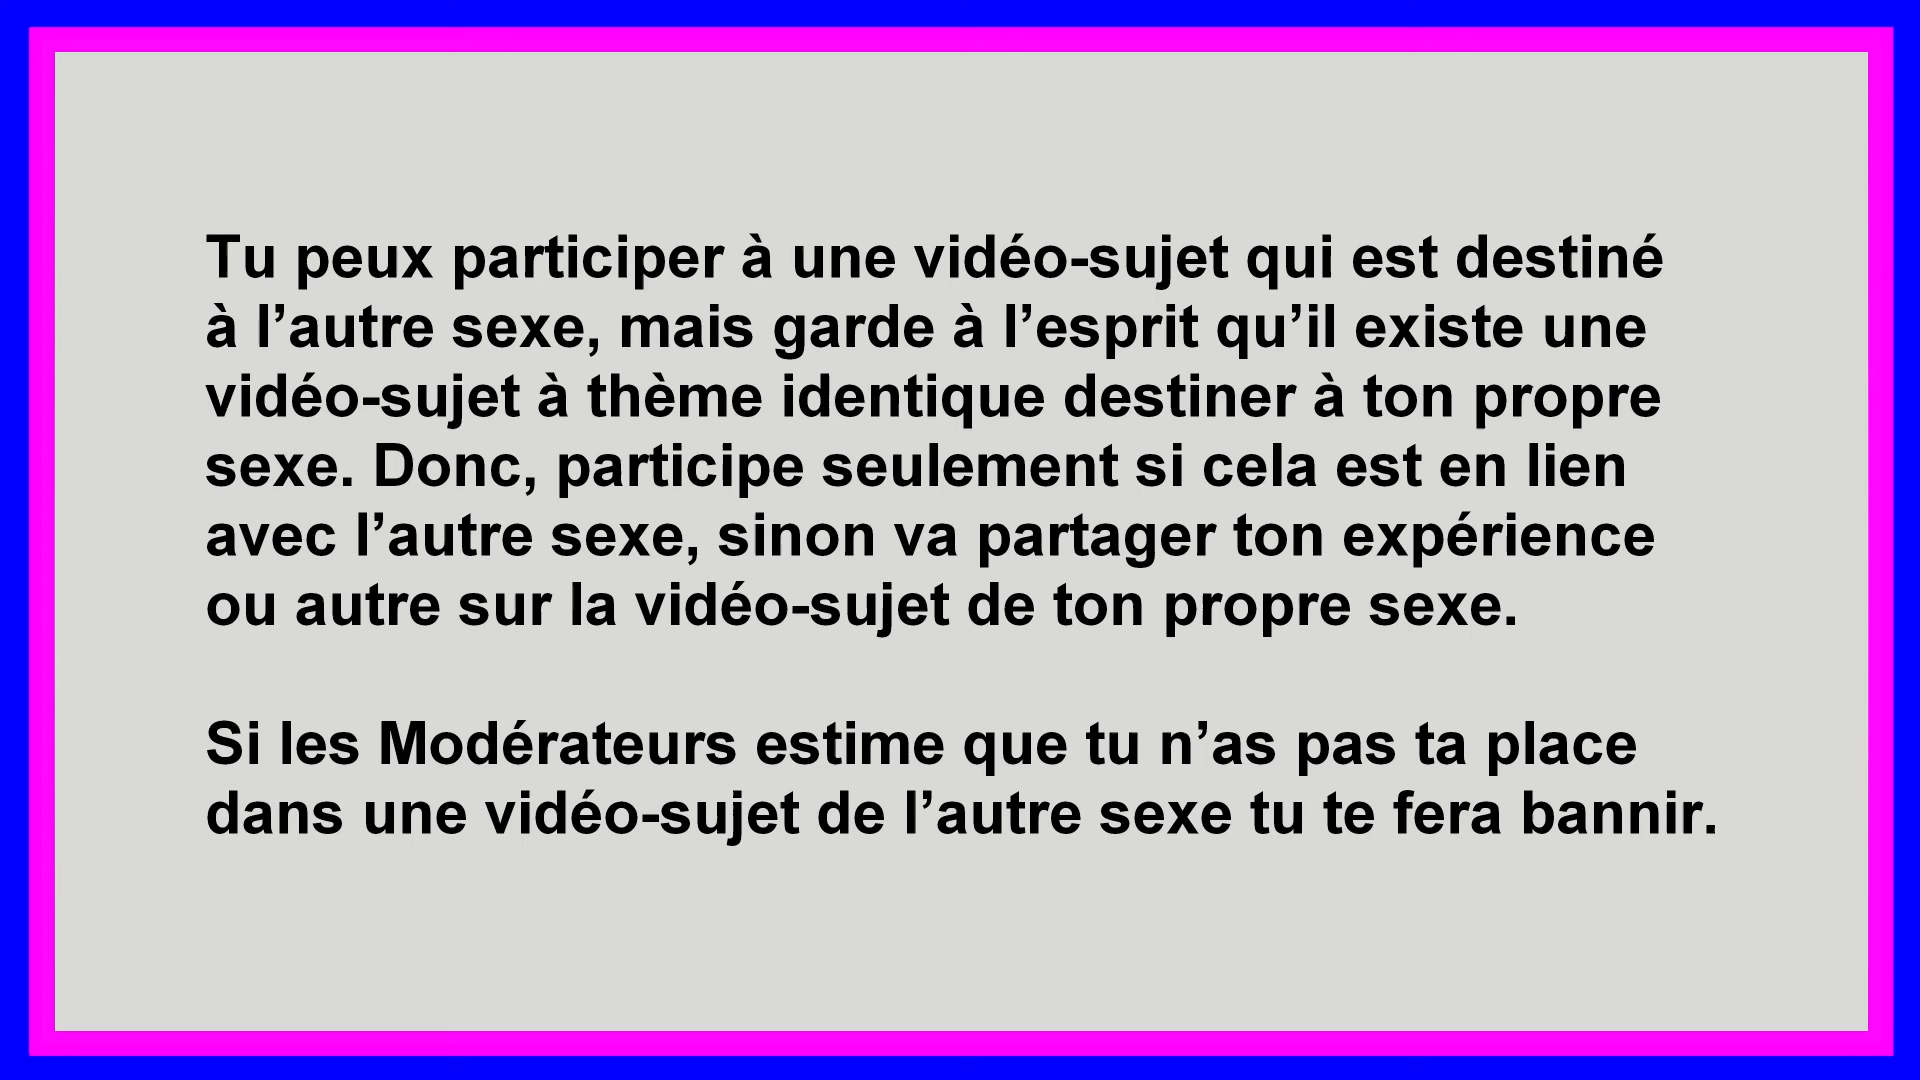 Tu peux participer à une vidéo-sujet qui est destiné
à l’autre sexe, mais garde à l’esprit qu’il existe une
vidéo-sujet à thème identique destiner à ton propre
sexe. Donc, participe seulement si cela est en lien
avec l’autre sexe, sinon va partager ton expérience
ou autre sur la vidéo-sujet de ton propre sexe.
Si les Modérateurs estime que tu n’as pas ta place
dans une vidéo-sujet de l’autre sexe tu te fera bannir.